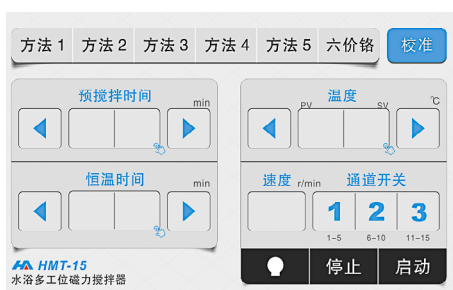 方法 1 方法 2 方法 3 方法 4 方法 5 六价铬 校准
预搅拌时间 min
温度 PV SV ℃
恒温时间 min
速度 r/min 通道开关
1 2 3
1-5 6-10 11-15
HMT-15
水浴多工位磁力搅拌器
停止 启动